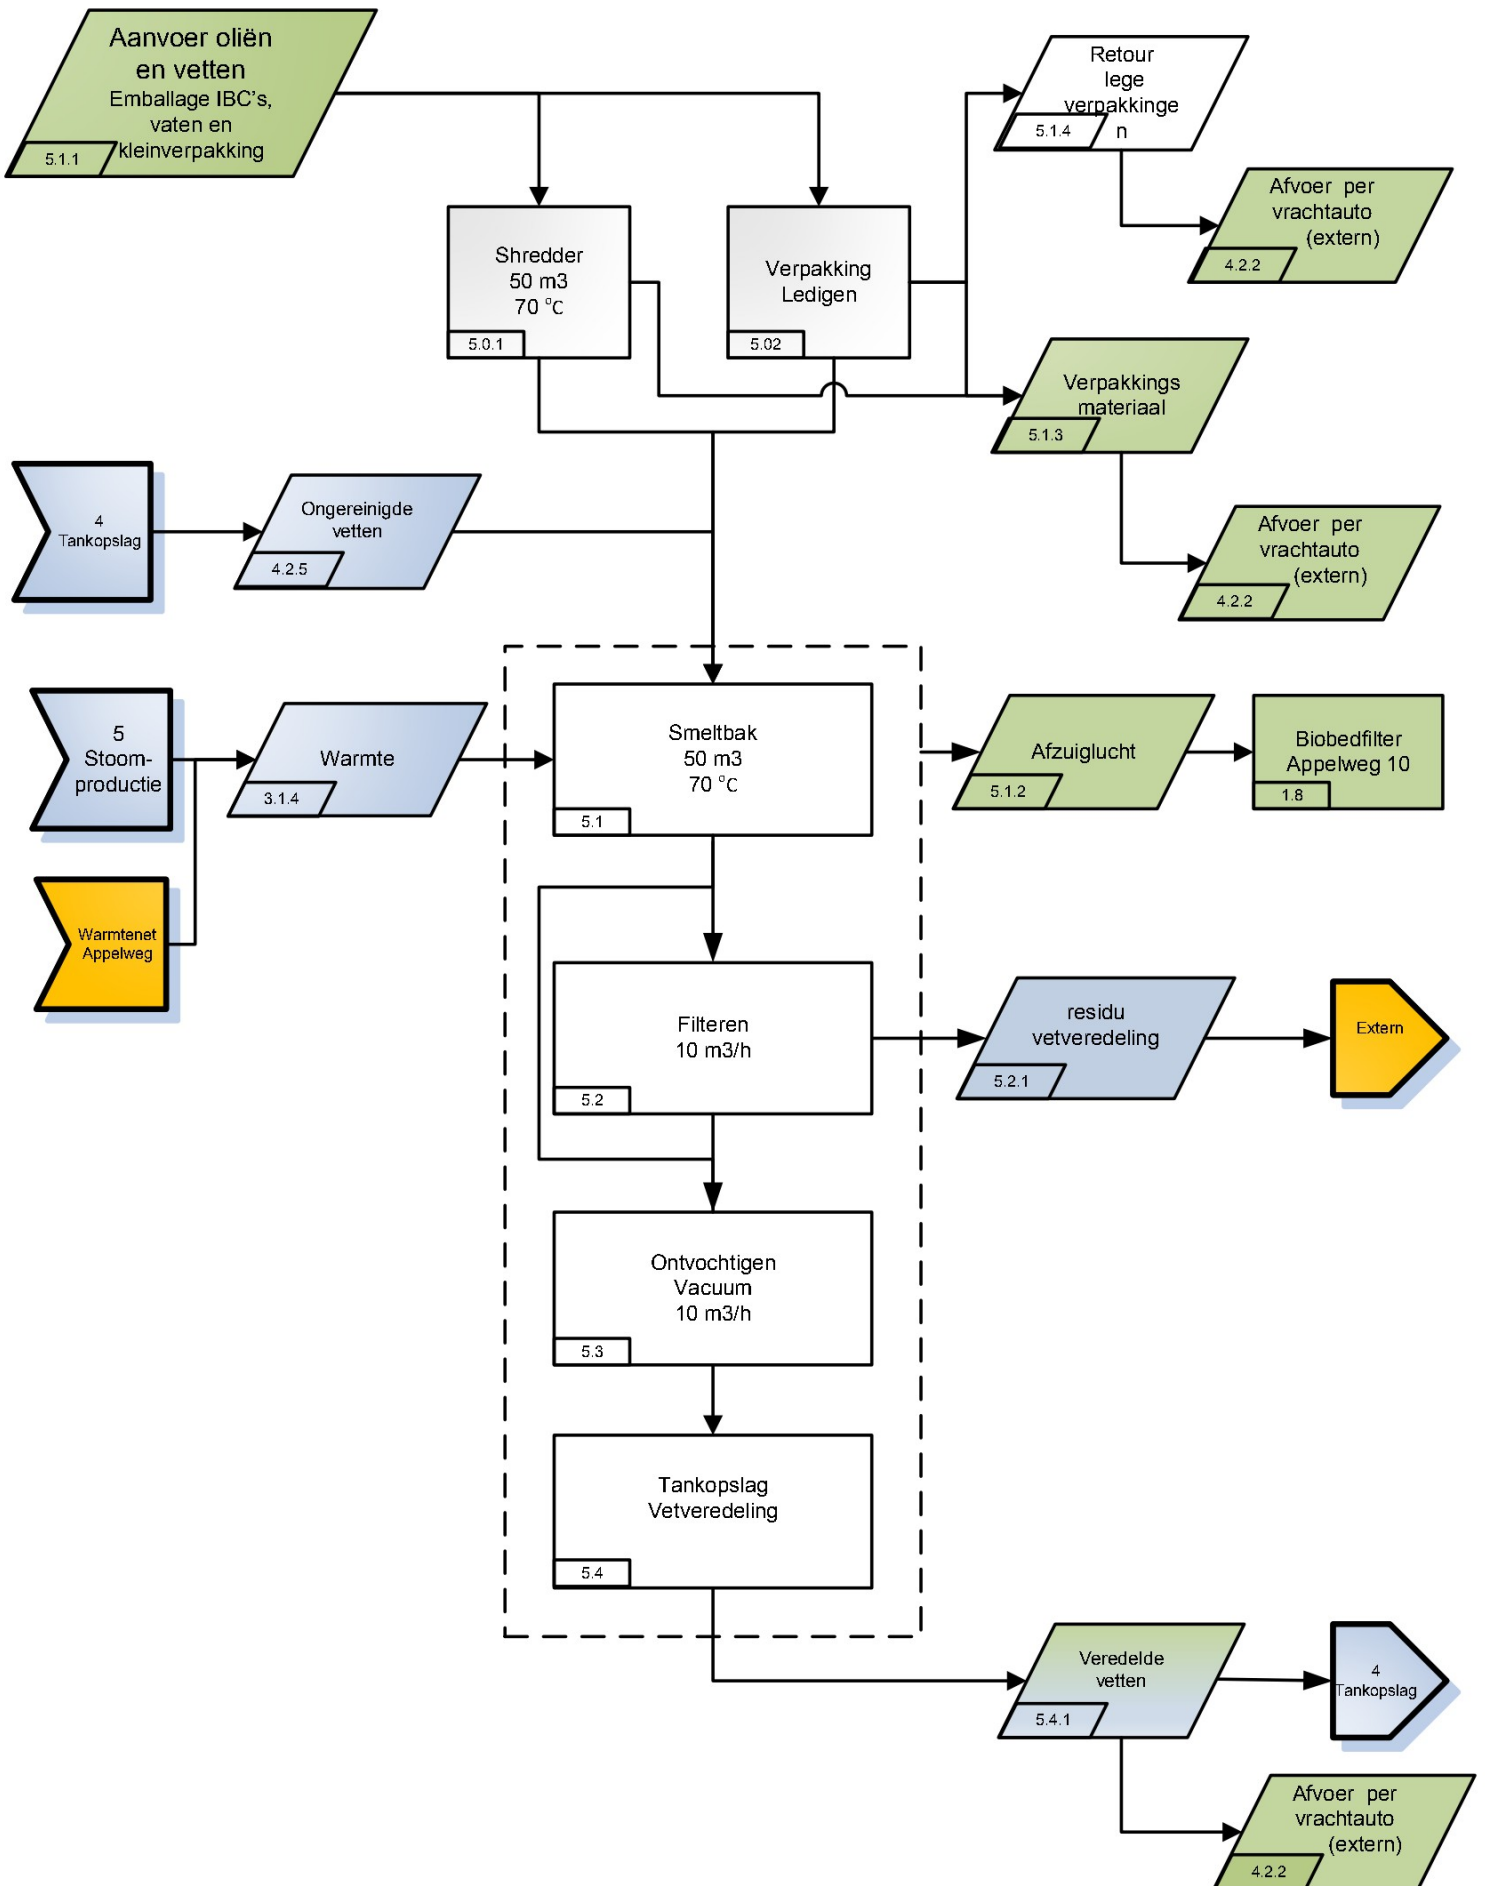 Aanvoer oliën
en vetten
Emballage IBC's,
vaten en
kleinverpakking
5.1.1
Retour
lege
verpakkinge
n
5.1.4
Afvoer per
vrachtauto
(extern)
4.2.2
Shredder
50 m3
70 °C
5.0.1
Verpakking
Ledigen
5.02
Verpakkings
materiaal
5.1.3
4
Tankopslag
Ongereinigde
vetten
4.2.5
Afvoer per
vrachtauto
(extern)
4.2.2
5
Stoom-
productie
Warmte
3.1.4
Smeltbak
50 m3
70 °C
5.1
Afzuiglucht
5.1.2
Biobedfilter
Appelweg 10
1.8
Warmtenet
Appelweg
Filteren
10 m3/h
5.2
residu
vetveredeling
5.2.1
Extern
Ontvochtigen
Vacuum
10 m3/h
5.3
Tankopslag
Vetveredeling
5.4
Veredelde
vetten
5.4.1
4
Tankopslag
Afvoer per
vrachtauto
(extern)
4.2.2